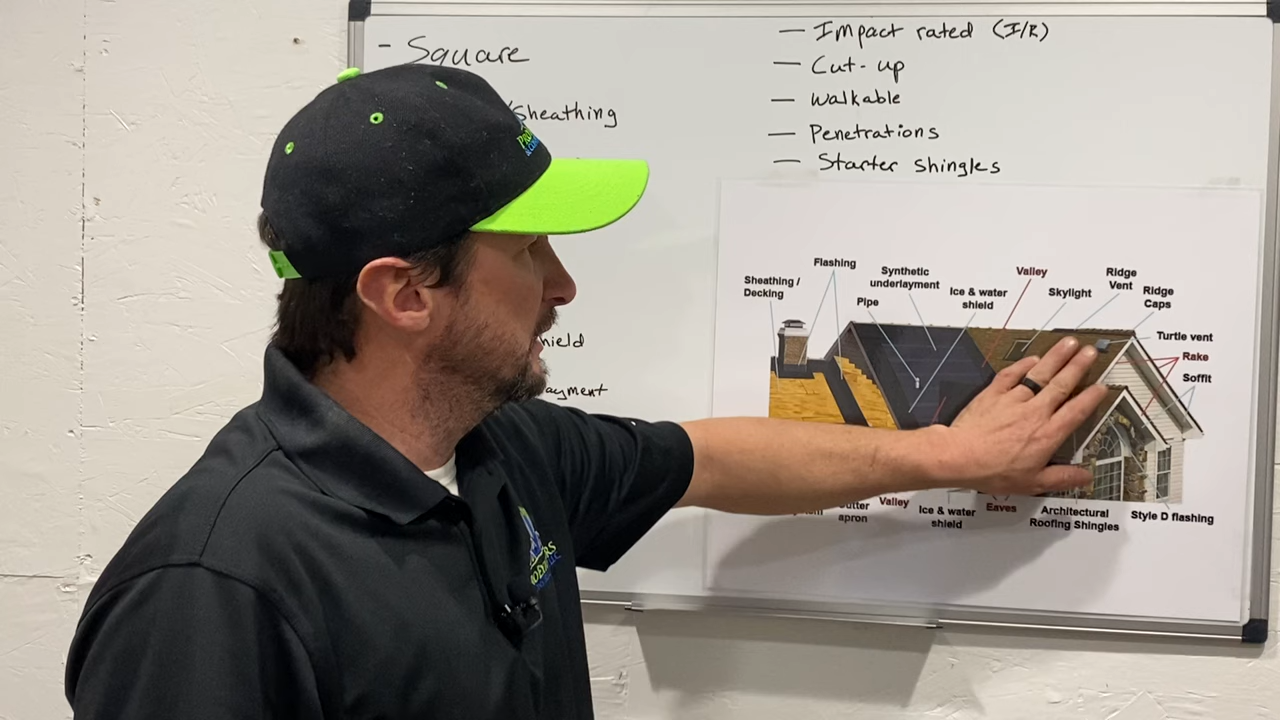 - Square
Sheathing
- Impact rated (I/R)
- Cut-up
- Walkable
- Penetrations
- Starter Shingles
Flashing
Sheathing /
Decking
Synthetic
underlayment
Pipe
Ice & water
shield
Valley
Skylight
Ridge
Vent
Ridge
Caps
Turtle vent
Rake
Soffit
apron
Valley
Ice & water
shield
Eaves
Architectural
Roofing Shingles
Style D flashing